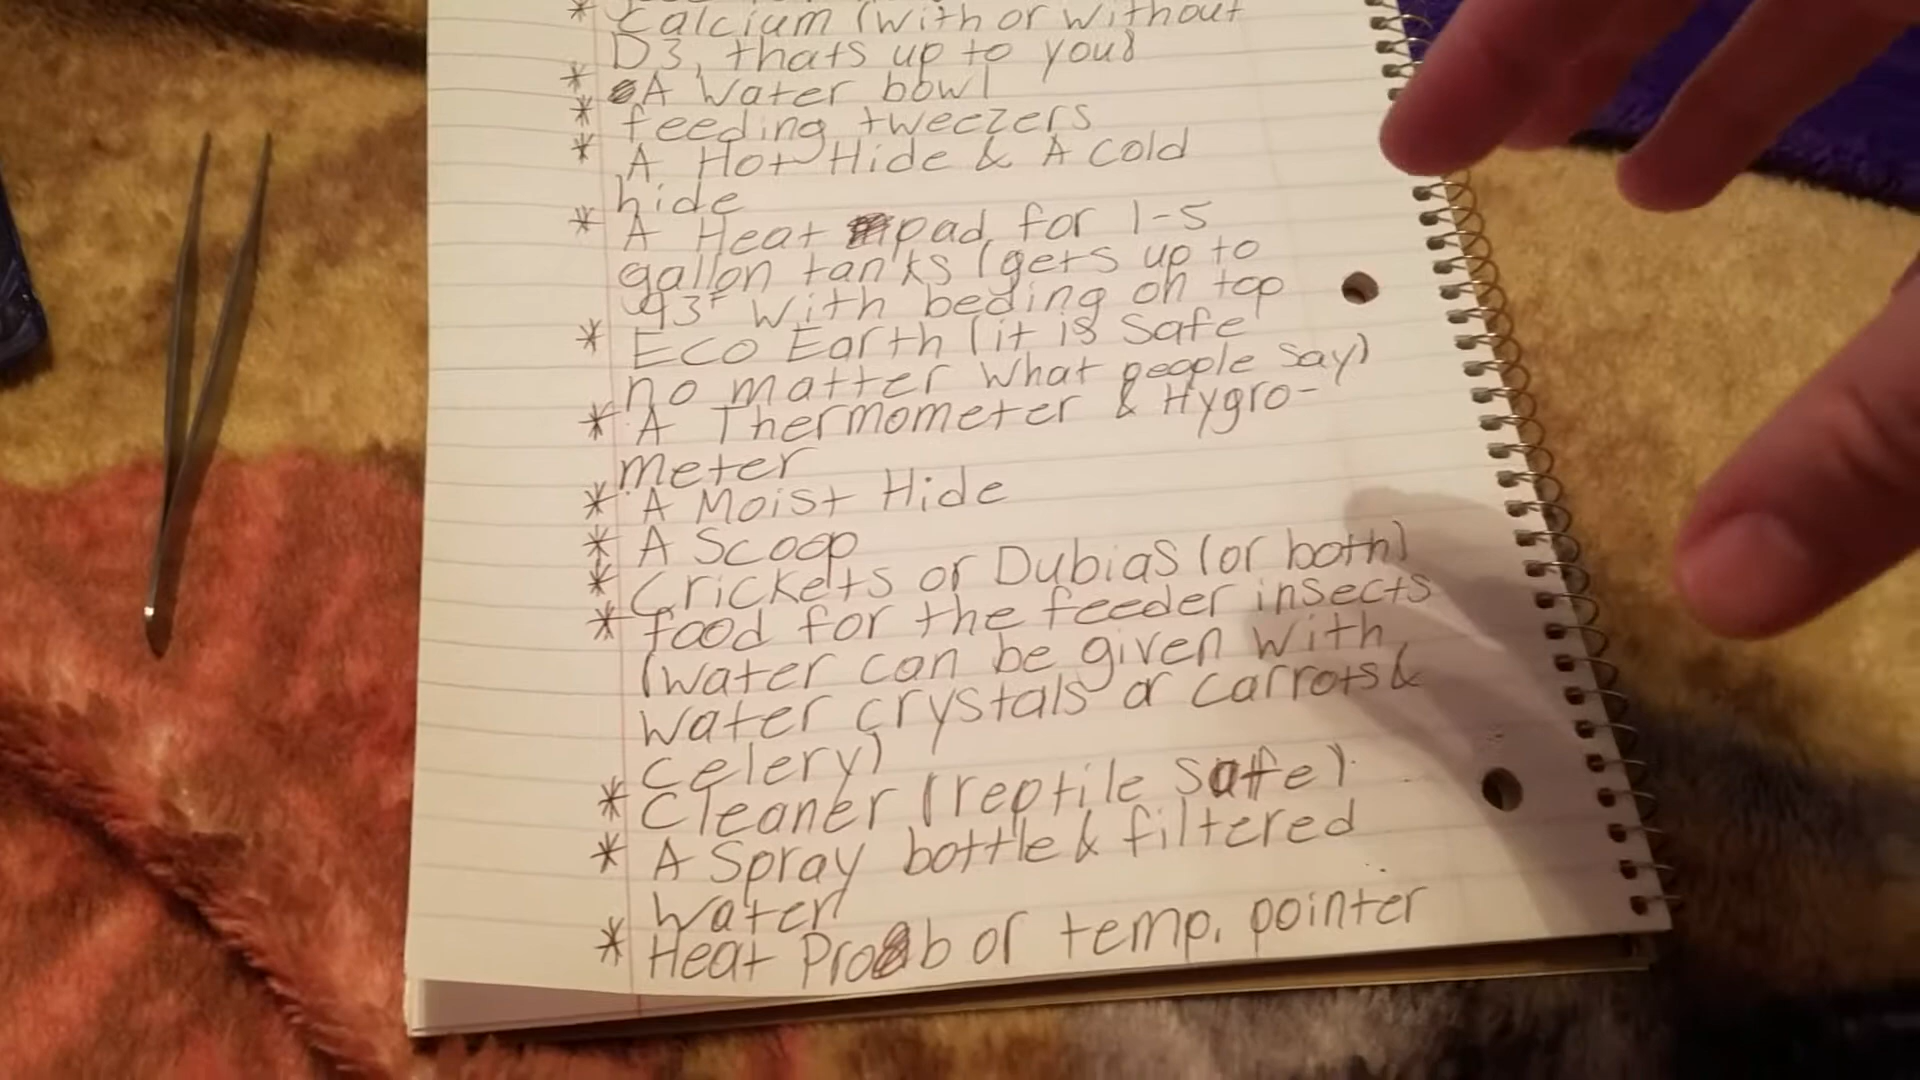 * Calcium (with or without
D3, thats up to you)
* A Water bowl
* feeding tweezers
* A Hot Hide & A cold
hide
* A Heat pad, for 1-5
gallon tanks (gets up to
93° with beding on top
* Eco Earth (it is safe
no matter what people say)
* A Thermometer & Hygro-
meter
* A Moist Hide
* A Scoop
* Crickets or Dubias (or both)
* food for the feeder insects
(water can be given with
water crystals or carrots &
celery)
* Cleaner (reptile safe)
* A Spray bottle & filtered
water
* Heat Prob or temp. pointer